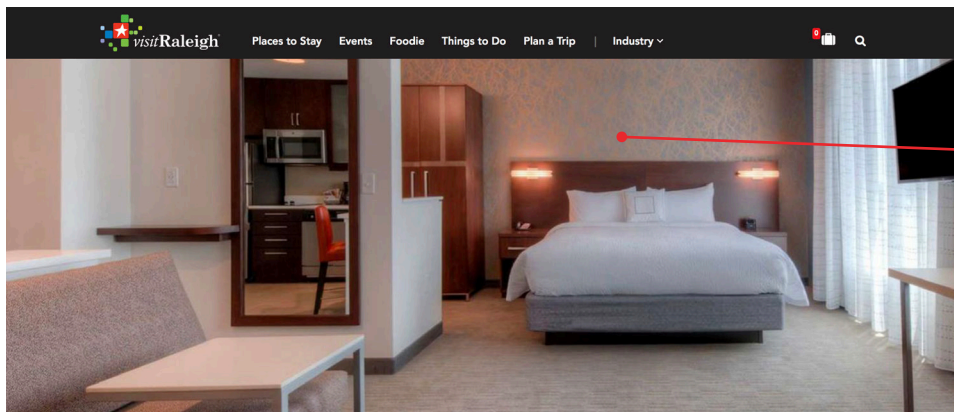 visitRaleigh
Places to Stay Events Foodie Things to Do Plan a Trip | Industry
0